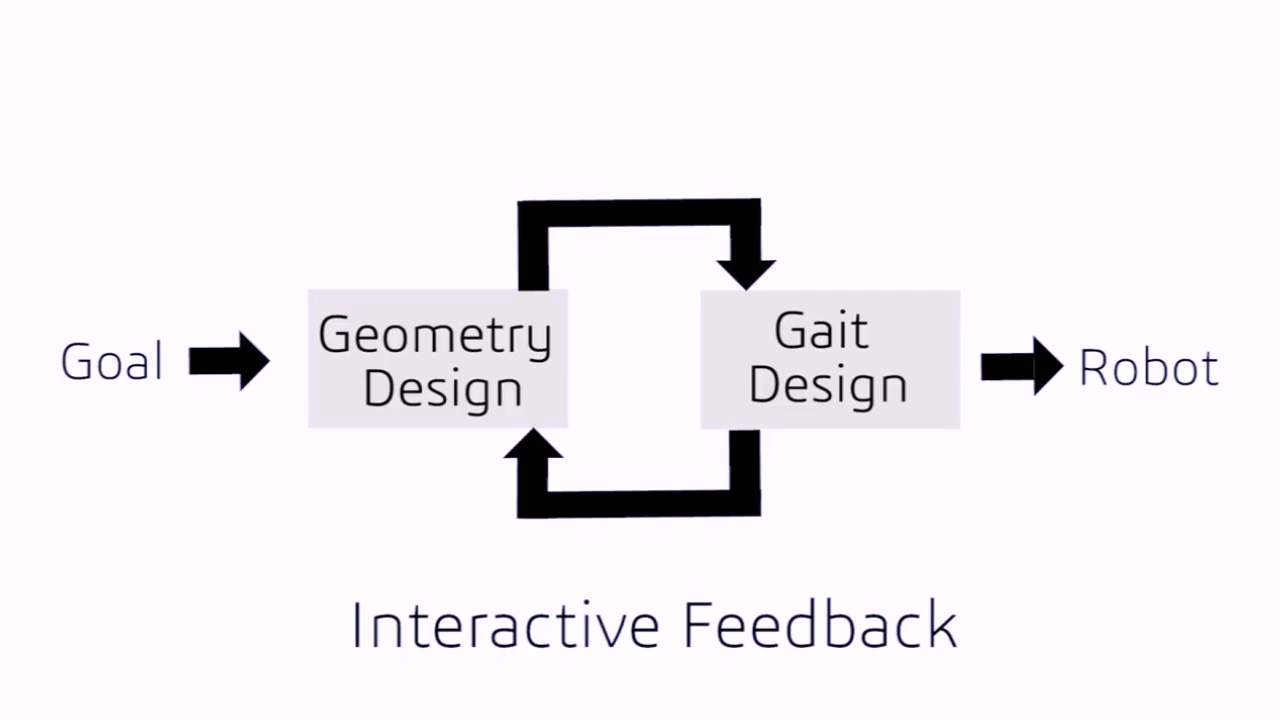 Goal
Geometry
Design
Gait
Design
Robot
Interactive Feedback